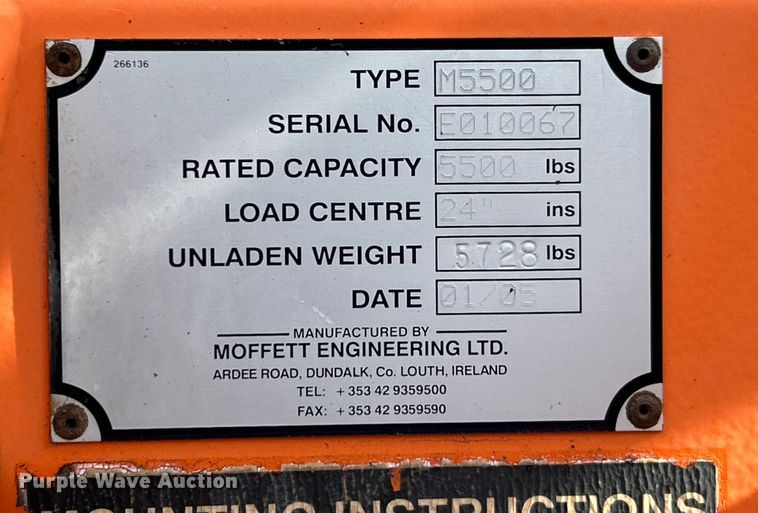 266136
TYPE M5500
SERIAL No. E010067
RATED CAPACITY 5500 lbs
LOAD CENTRE 24" ins
UNLADEN WEIGHT 5728 lbs
DATE 01/05
MANUFACTURED BY
MOFFETT ENGINEERING LTD.
ARDEE ROAD, DUNDALK, Co. LOUTH, IRELAND
TEL: + 353 42 9359500
FAX: + 353 42 9359590
Purple Wave Auction
MOUNTING INSTRUCTIONS